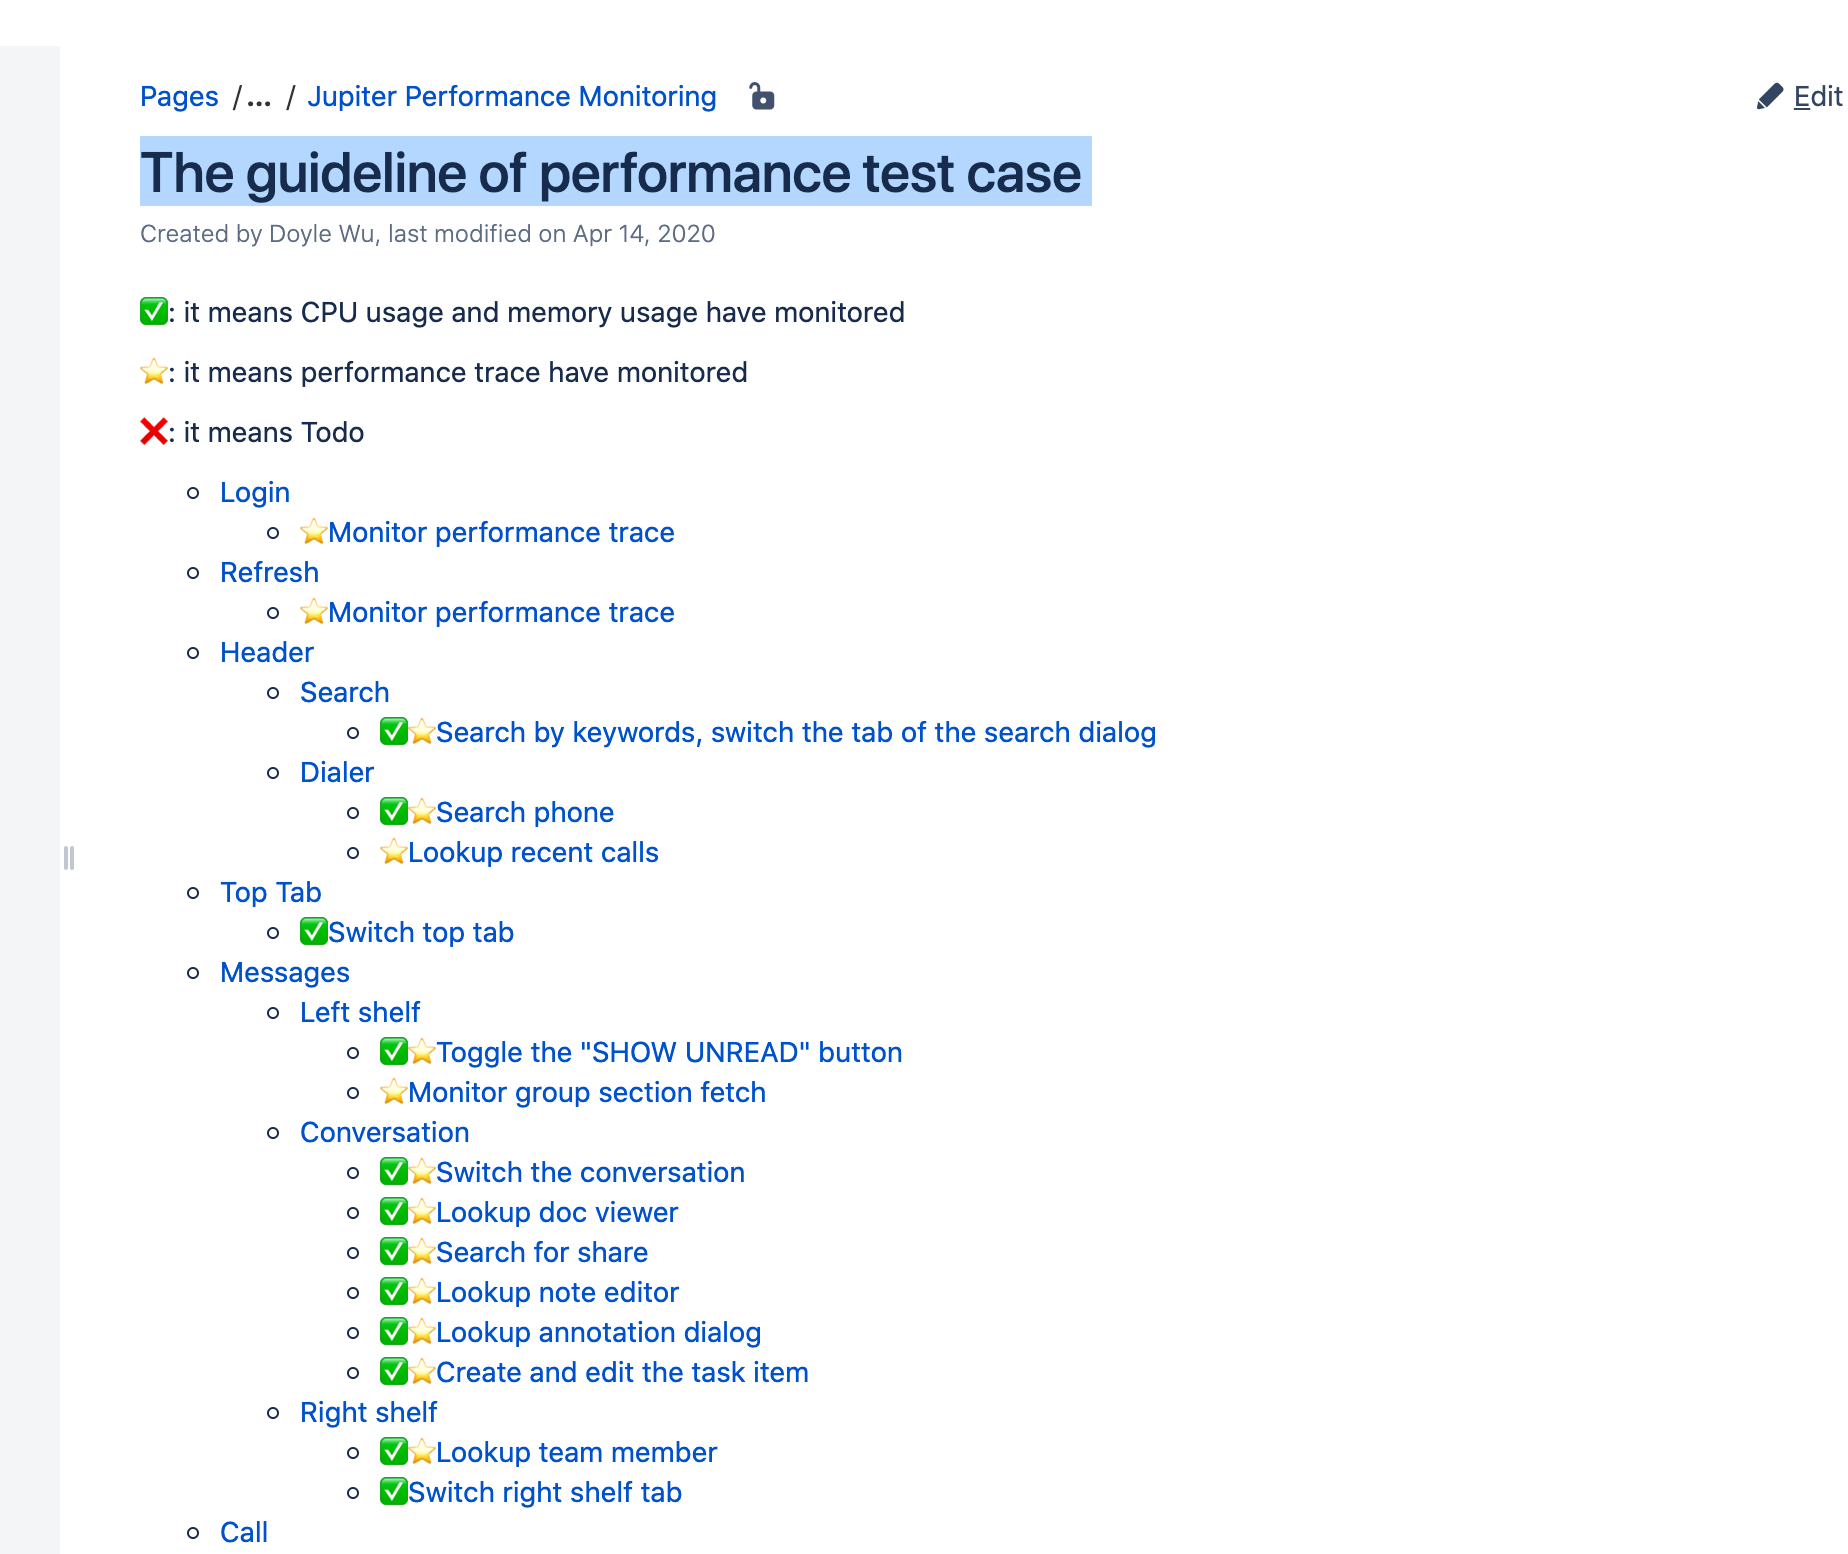 Pages / ... / Jupiter Performance Monitoring
Edit
The guideline of performance test case
Created by Doyle Wu, last modified on Apr 14, 2020
✅: it means CPU usage and memory usage have monitored
⭐: it means performance trace have monitored
❌: it means Todo
Login
⭐Monitor performance trace
Refresh
⭐Monitor performance trace
Header
Search
✅⭐Search by keywords, switch the tab of the search dialog
Dialer
✅⭐Search phone
⭐Lookup recent calls
Top Tab
✅Switch top tab
Messages
Left shelf
✅⭐Toggle the "SHOW UNREAD" button
⭐Monitor group section fetch
Conversation
✅⭐Switch the conversation
✅⭐Lookup doc viewer
✅⭐Search for share
✅⭐Lookup note editor
✅⭐Lookup annotation dialog
✅⭐Create and edit the task item
Right shelf
✅⭐Lookup team member
✅Switch right shelf tab
Call